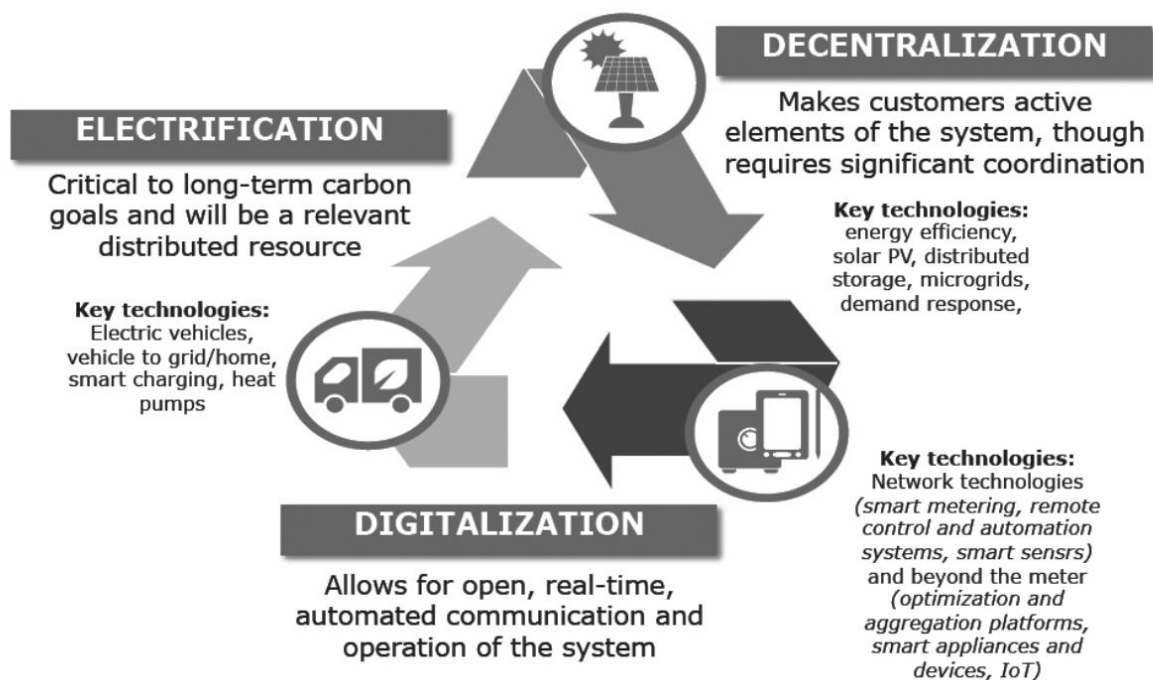 DECENTRALIZATION
Makes customers active
elements of the system, though
requires significant coordination
Key technologies:
energy efficiency,
solar PV, distributed
storage, microgrids,
demand response,
ELECTRIFICATION
Critical to long-term carbon
goals and will be a relevant
distributed resource
Key technologies:
Electric vehicles,
vehicle to grid/home,
smart charging, heat
pumps
DIGITALIZATION
Allows for open, real-time,
automated communication and
operation of the system
Key technologies:
Network technologies
(smart metering, remote
control and automation
systems, smart sensrs)
and beyond the meter
(optimization and
aggregation platforms,
smart appliances and
devices, IoT)